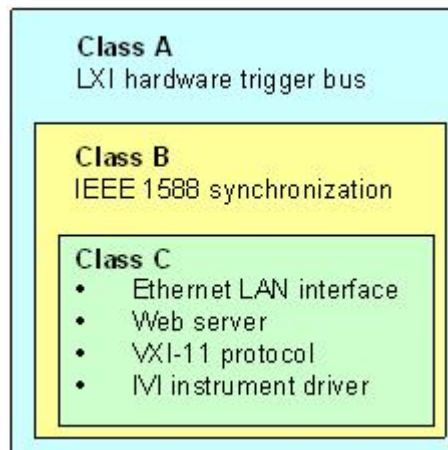 Class A
LXI hardware trigger bus
Class B
IEEE 1588 synchronization
Class C
• Ethernet LAN interface
• Web server
• VXI-11 protocol
• IVI instrument driver